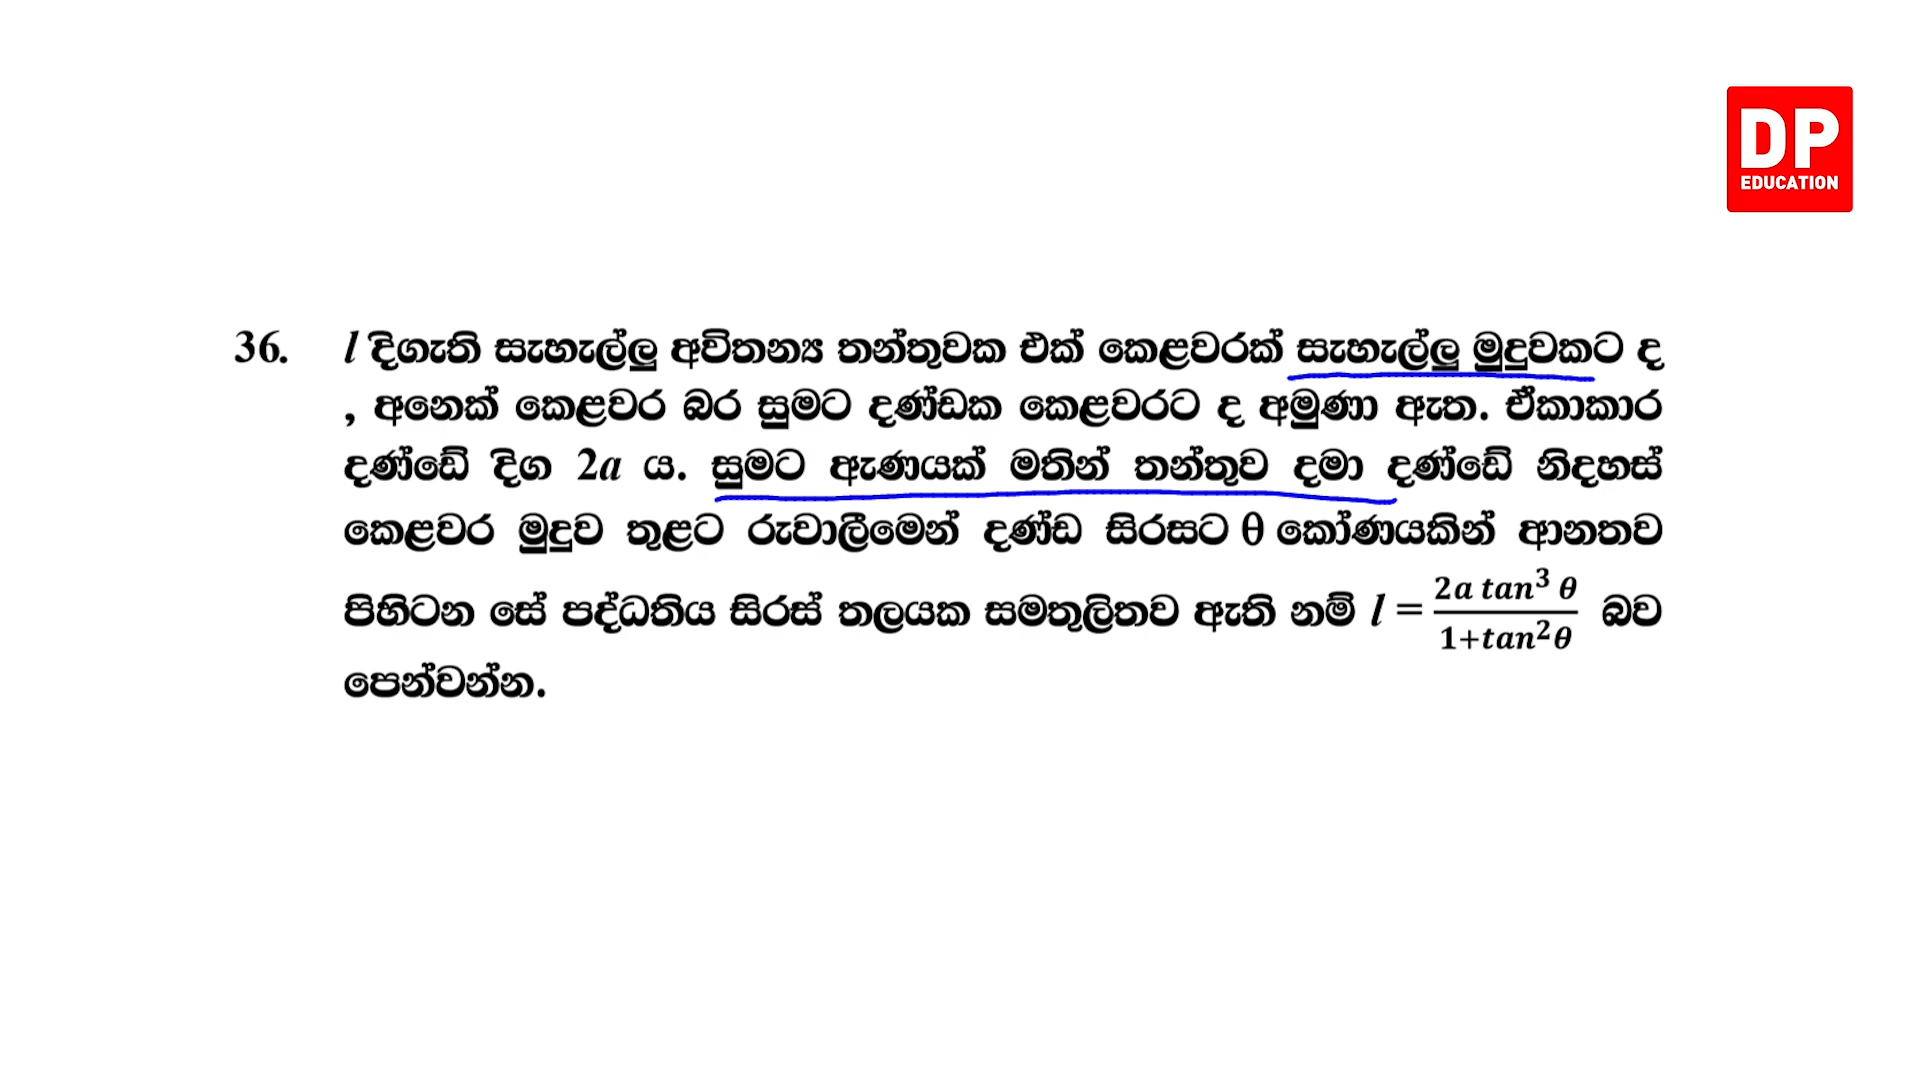 DP
EDUCATION
36. l දිගැති සැහැල්ලු අවිතන්‍ය තන්තුවක එක් කෙළවරක් සැහැල්ලු මුදුවකට ද
, අනෙක් කෙළවර බර සුමට දණ්ඩක කෙළවරට ද අමුණා ඇත. ඒකාකාර
දණ්ඩේ දිග 2a ය. සුමට ඇණයක් මතින් තන්තුව දමා දණ්ඩේ නිදහස්
කෙළවර මුදුව තුළට රුවාලීමෙන් දණ්ඩ සිරසට θ කෝණයකින් ආනතව
පිහිටන සේ පද්ධතිය සිරස් තලයක සමතුලිතව ඇති නම් l = \frac{2a tan³ θ}{1+tan²θ} බව
පෙන්වන්න.